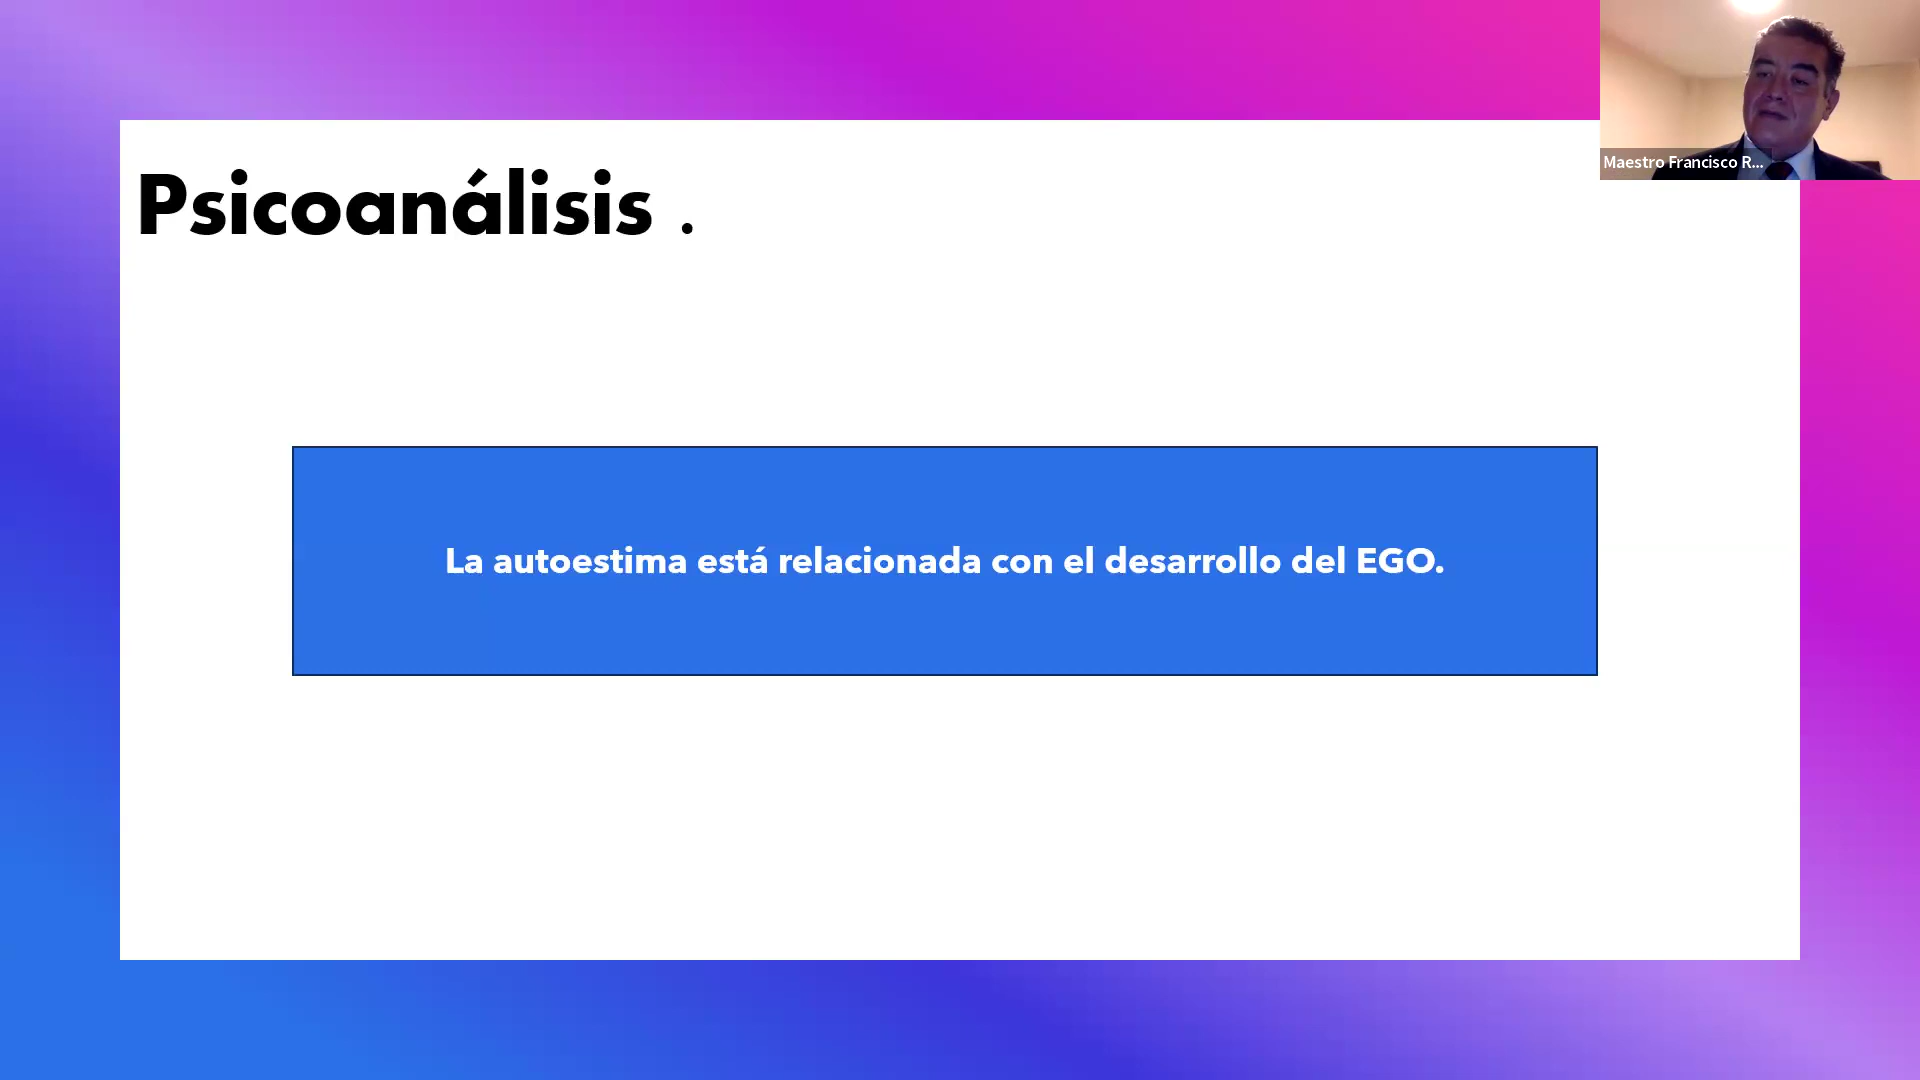 Psicoanálisis .
La autoestima está relacionada con el desarrollo del EGO.
Maestro Francisco R...